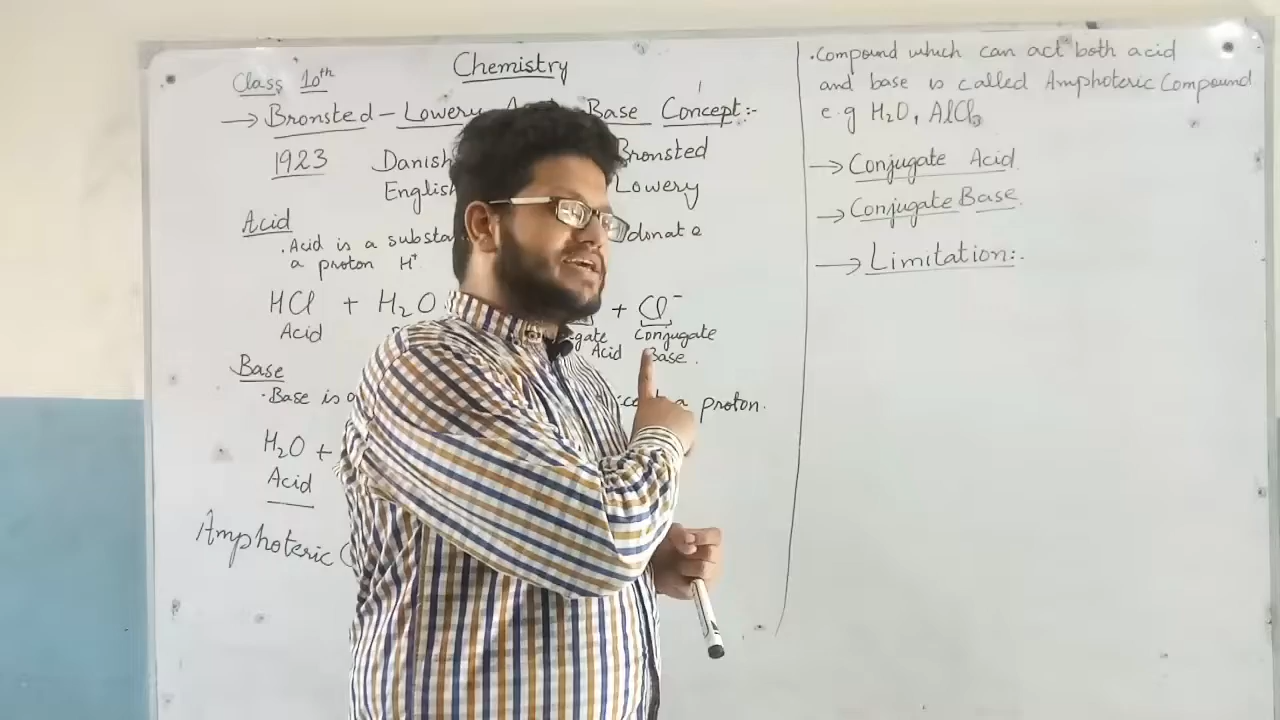 Chemistry
Class 10th
→ Bronsted - Lowery Base Concept :-
1923 Danish Bronsted
English Lowery
Acid
. Acid is a donate
a proton H⁺.
HCl + H₂O + Cl⁻
Acid Conjugate
Acid Base .
Base
. Base is a proton.
H₂O +
Acid
Amphoteric (
. Compound which can act both acid
and base is called Amphoteric Compound
e.g H₂O, AlCl₃
→ Conjugate Acid.
→ Conjugate Base.
→ Limitation:-